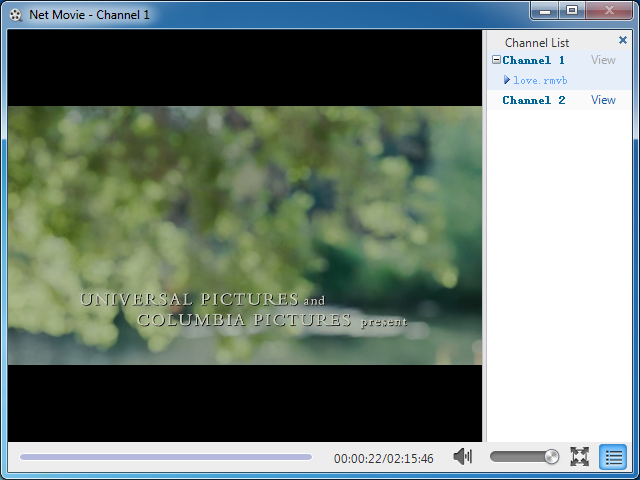 Net Movie - Channel 1
Channel List
Channel 1 View
love.rmvb
Channel 2 View
UNIVERSAL PICTURES and
COLUMBIA PICTURES present
00:00:22/02:15:46